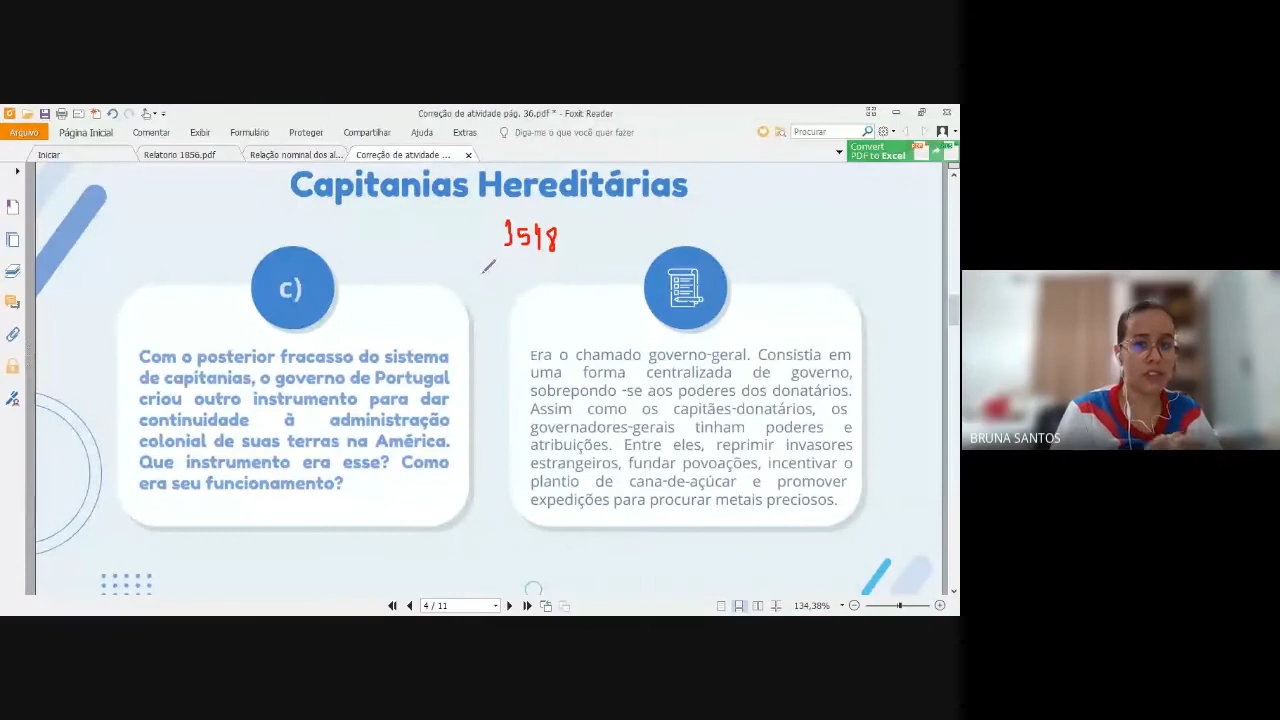 Correção de atividade pág. 36.pdf * - Foxit Reader
Arquivo Página Inicial Comentar Exibir Formulário Proteger Compartilhar Ajuda Extras Diga-me o que você quer fazer Procurar
Iniciar Relatorio 1856.pdf Relação nominal dos al... Correção de atividade ... Convert
PDF to Excel
Capitanias Hereditárias
1548
c)
Com o posterior fracasso do sistema
de capitanias, o governo de Portugal
criou outro instrumento para dar
continuidade à administração
colonial de suas terras na América.
Que instrumento era esse? Como
era seu funcionamento?
Era o chamado governo-geral. Consistia em
uma forma centralizada de governo,
sobrepondo -se aos poderes dos donatários.
Assim como os capitães-donatários, os
governadores-gerais tinham poderes e
atribuições. Entre eles, reprimir invasores
estrangeiros, fundar povoações, incentivar o
plantio de cana-de-açúcar e promover
expedições para procurar metais preciosos.
BRUNA SANTOS
4 / 11 134,38%